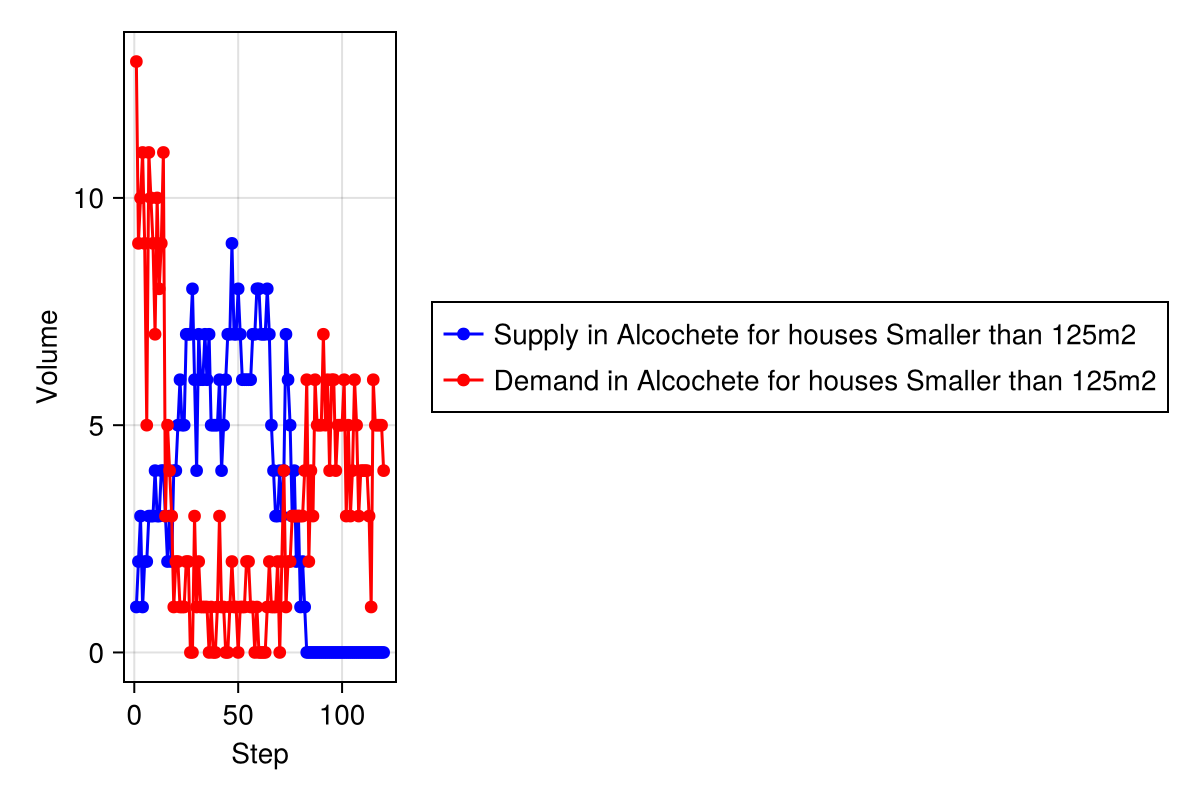 10
5
0
Volume
0 50 100
Step
Supply in Alcochete for houses Smaller than 125m2
Demand in Alcochete for houses Smaller than 125m2